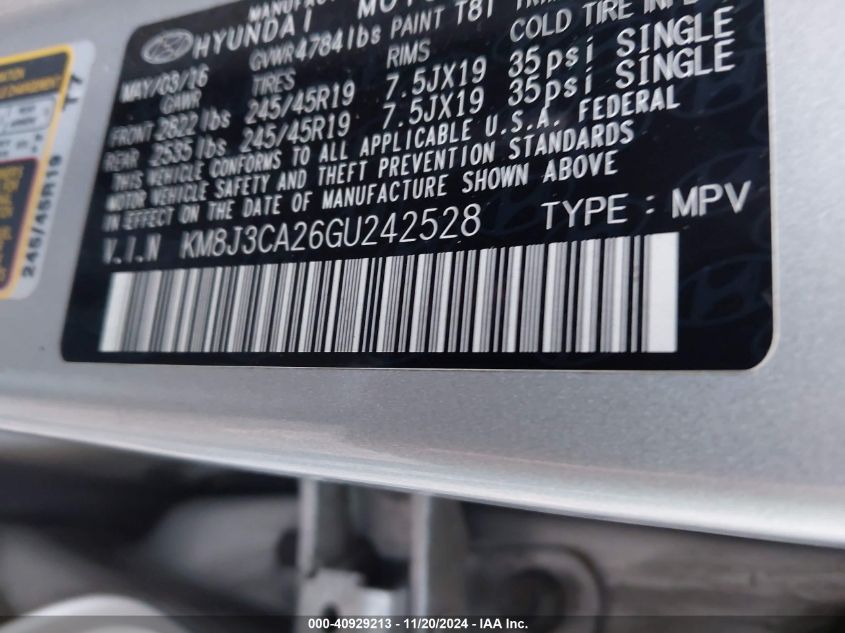 HYUNDAI
GVWR 4784 lbs PAINT T8T
COLD TIRE
MAY/03/16
GAWR TIRES RIMS
FRONT 2822 lbs 245/45R19 7.5JX19 35psi SINGLE
REAR 2535 lbs 245/45R19 7.5JX19 35psi SINGLE
THIS VEHICLE CONFORMS TO ALL APPLICABLE U.S.A. FEDERAL
MOTOR VEHICLE SAFETY AND THEFT PREVENTION STANDARDS
IN EFFECT ON THE DATE OF MANUFACTURE SHOWN ABOVE
V.I.N KM8J3CA26GU242528 TYPE : MPV
245/45R19
000-40929213 - 11/20/2024 - IAA Inc.